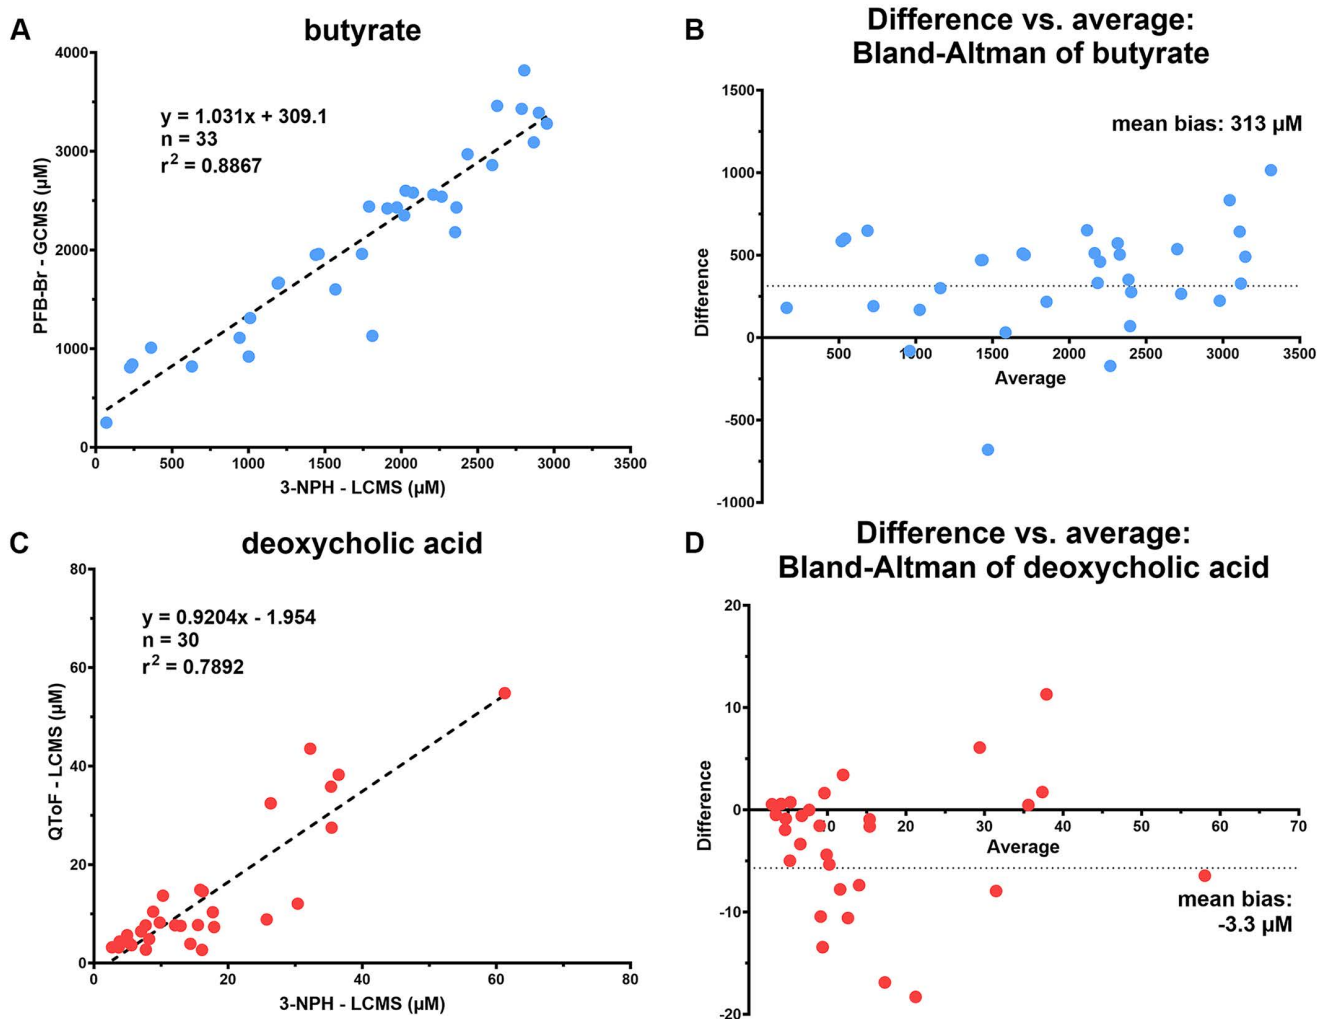 A
butyrate
4000
3000
2000
1000
0
PFB-Br - GCMS (µM)
y = 1.031x + 309.1
n = 33
r2 = 0.8867
0 500 1000 1500 2000 2500 3000 3500
3-NPH - LCMS (µM)
B
Difference vs. average:
Bland-Altman of butyrate
1500
1000
500
0
-500
-1000
Difference
mean bias: 313 µM
500 1000 1500 2000 2500 3000 3500
Average
C
deoxycholic acid
80
60
40
20
0
QToF - LCMS (µM)
y = 0.9204x - 1.954
n = 30
r2 = 0.7892
0 20 40 60 80
3-NPH - LCMS (µM)
D
Difference vs. average:
Bland-Altman of deoxycholic acid
20
10
0
-10
-20
Difference
10 20 30 40 50 60 70
Average
mean bias:
-3.3 µM